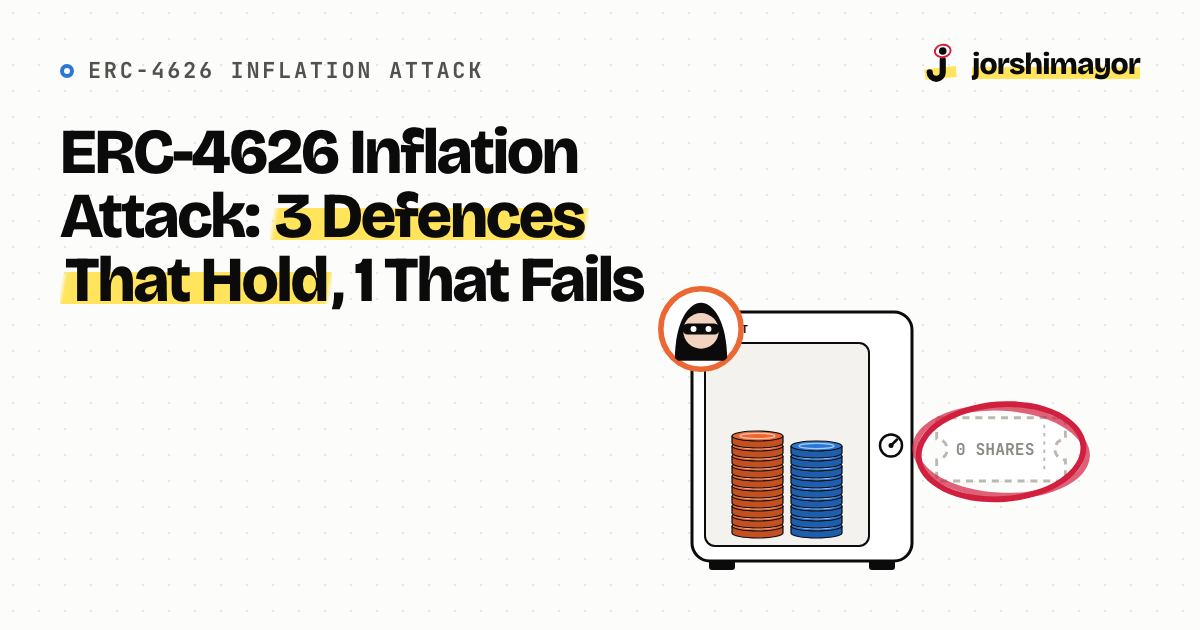 ERC-4626 INFLATION ATTACK
jorshimayor
ERC-4626 Inflation
Attack: 3 Defences
That Hold, 1 That Fails
T
0 SHARES